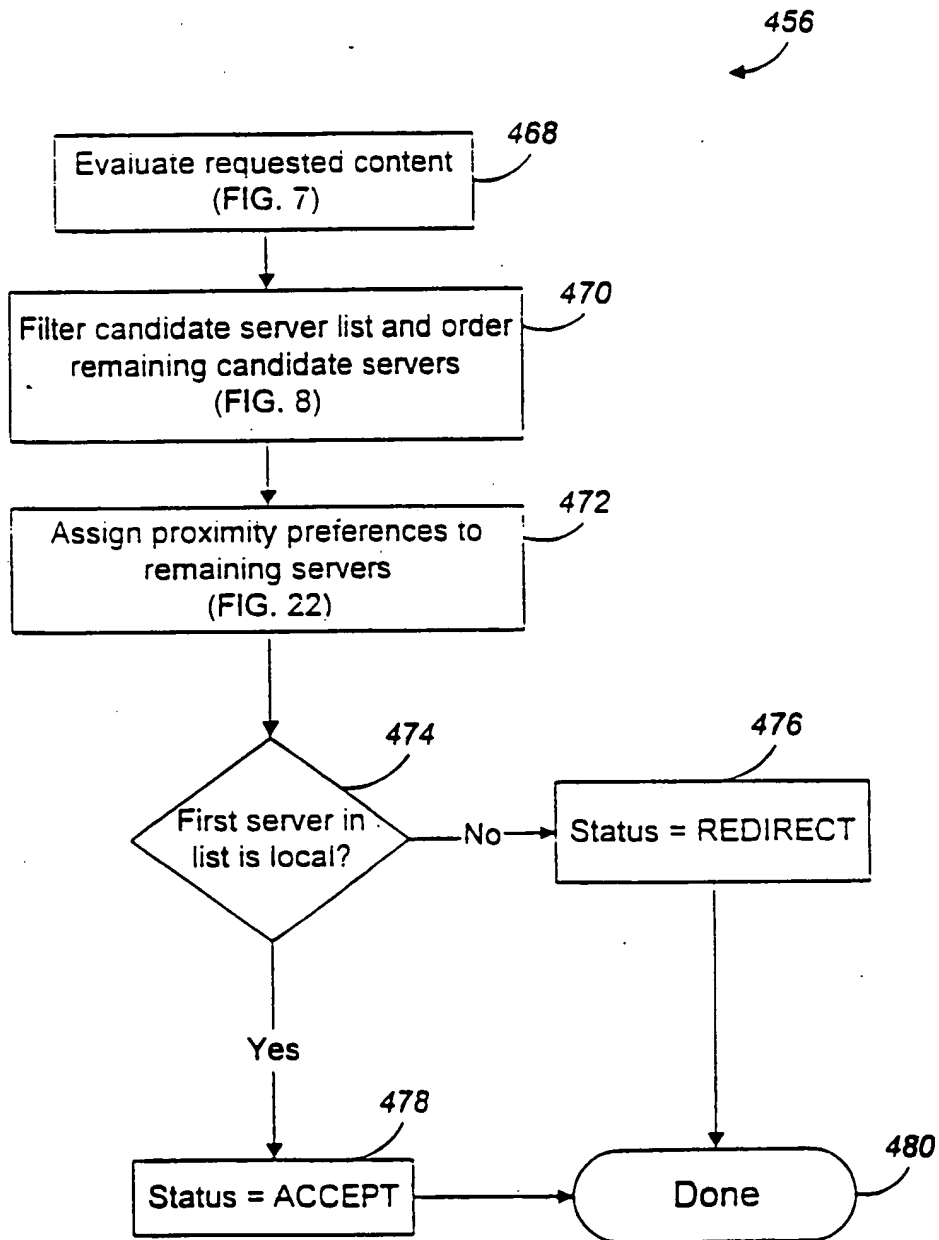 456
468
Evaluate requested content
(FIG. 7)
470
Filter candidate server list and order
remaining candidate servers
(FIG. 8)
472
Assign proximity preferences to
remaining servers
(FIG. 22)
474
First server in
list is local?
No
476
Status = REDIRECT
Yes
478
Status = ACCEPT
480
Done